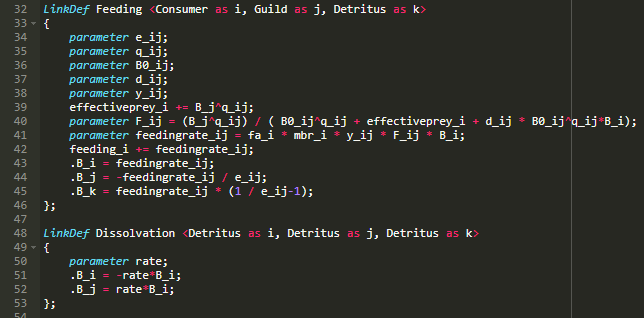 32 LinkDef Feeding <Consumer as i, Guild as j, Detritus as k>
33 {
34 parameter e_ij;
35 parameter q_ij;
36 parameter B0_ij;
37 parameter d_ij;
38 parameter y_ij;
39 effectiveprey_i += B_j^q_ij;
40 parameter F_ij = (B_j^q_ij) / ( B0_ij^q_ij + effectiveprey_i + d_ij * B0_ij^q_ij*B_i);
41 parameter feedingrate_ij = fa_i * mbr_i * y_ij * F_ij * B_i;
42 feeding_i += feedingrate_ij;
43 .B_i = feedingrate_ij;
44 .B_j = -feedingrate_ij / e_ij;
45 .B_k = feedingrate_ij * (1 / e_ij-1);
46 };
47
48 LinkDef Dissolvation <Detritus as i, Detritus as j, Detritus as k>
49 {
50 parameter rate;
51 .B_i = -rate*B_i;
52 .B_j = rate*B_i;
53 };
54